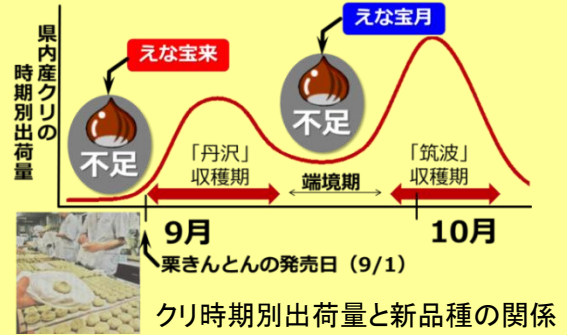 県内産クリの
時期別出荷量
えな宝来
えな宝月
不足
不足
「丹沢」
収穫期
端境期
「筑波」
収穫期
9月
10月
栗きんとんの発売日（9/1）
クリ時期別出荷量と新品種の関係